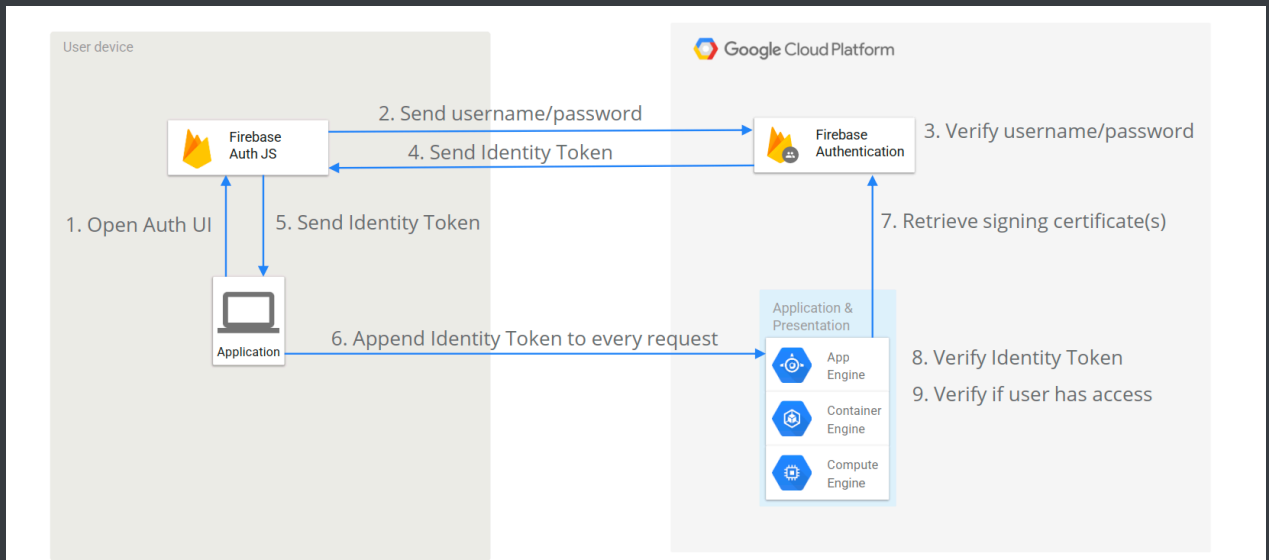 User device
Google Cloud Platform
2. Send username/password
Firebase
Auth JS
Firebase
Authentication
3. Verify username/password
4. Send Identity Token
1. Open Auth UI
5. Send Identity Token
7. Retrieve signing certificate(s)
Application &
Presentation
6. Append Identity Token to every request
Application
App
Engine
8. Verify Identity Token
9. Verify if user has access
Container
Engine
Compute
Engine